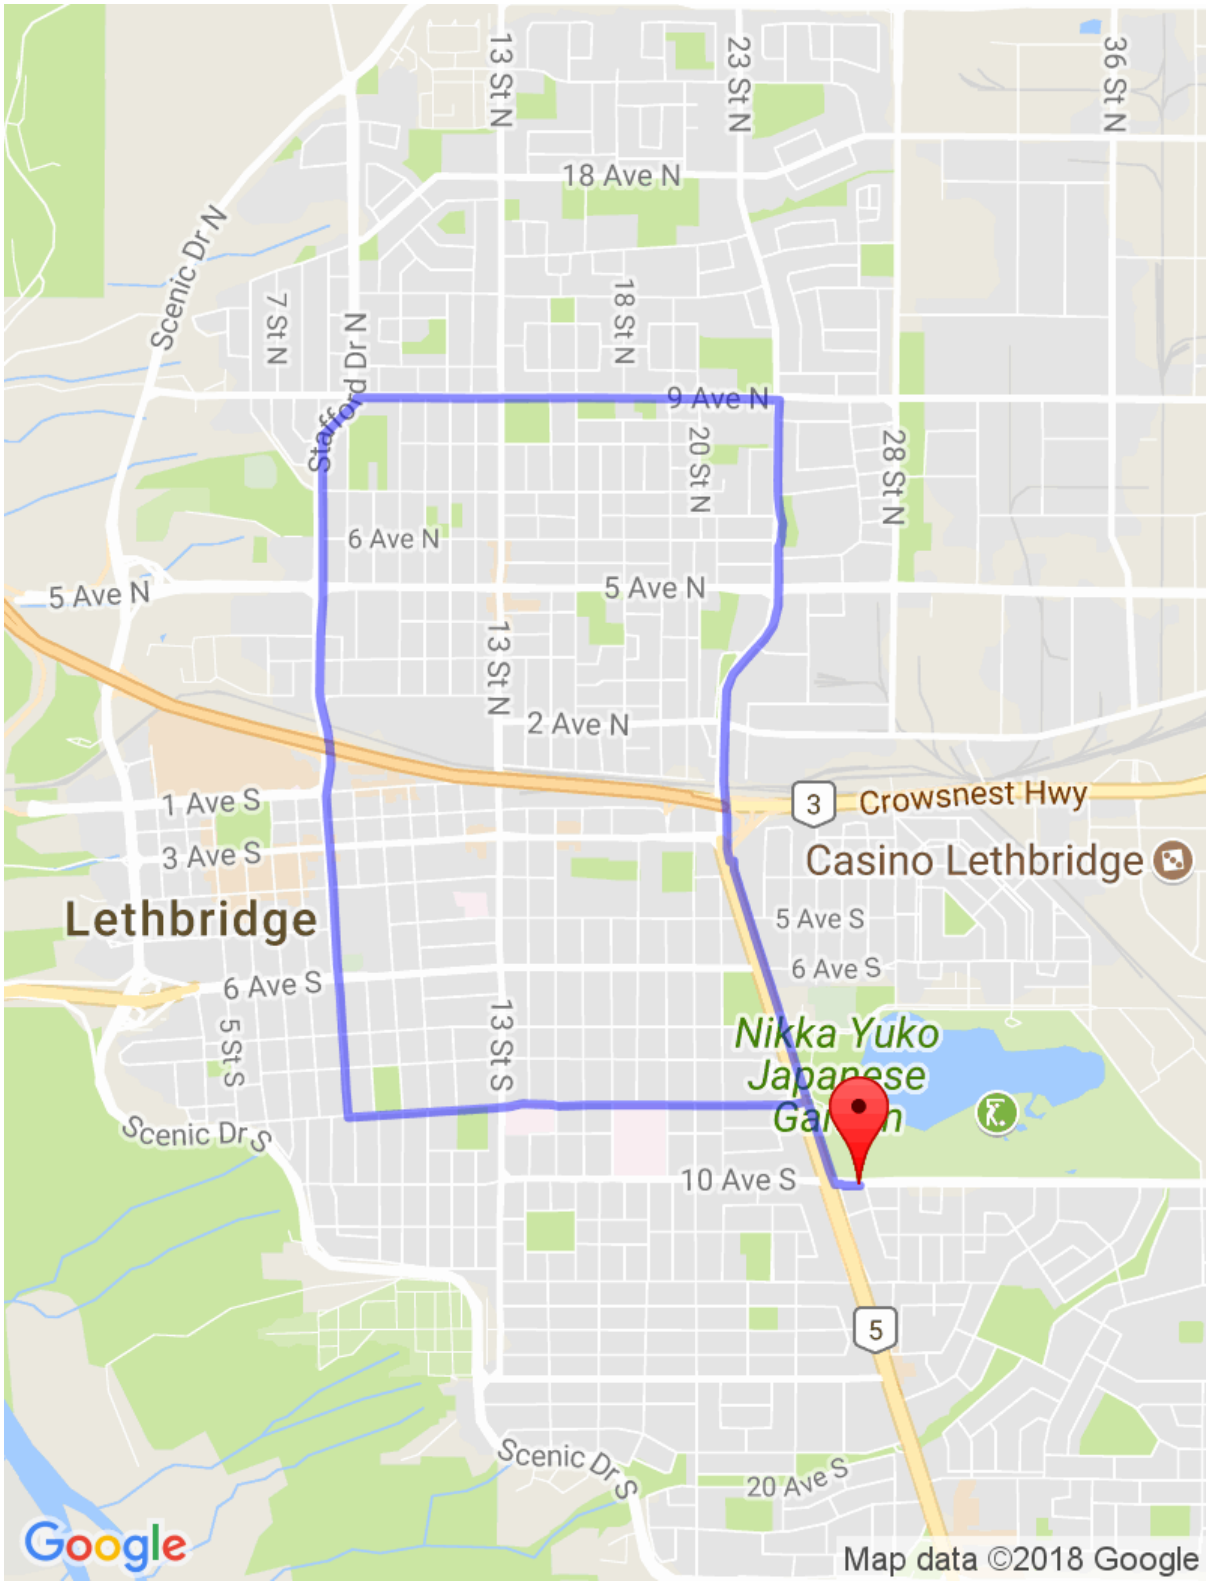 13 St N
23 St N
36 St N
18 Ave N
Scenic Dr N
7 St N
18 St N
Stafford Dr N
9 Ave N
20 St N
28 St N
6 Ave N
5 Ave N
5 Ave N
13 St N
2 Ave N
1 Ave S
3
Crowsnest Hwy
3 Ave S
Casino Lethbridge
Lethbridge
5 Ave S
6 Ave S
6 Ave S
5 St S
13 St S
Nikka Yuko
Japanese
Garden
Scenic Dr S
10 Ave S
5
Scenic Dr S
20 Ave S
Google
Map data ©2018 Google